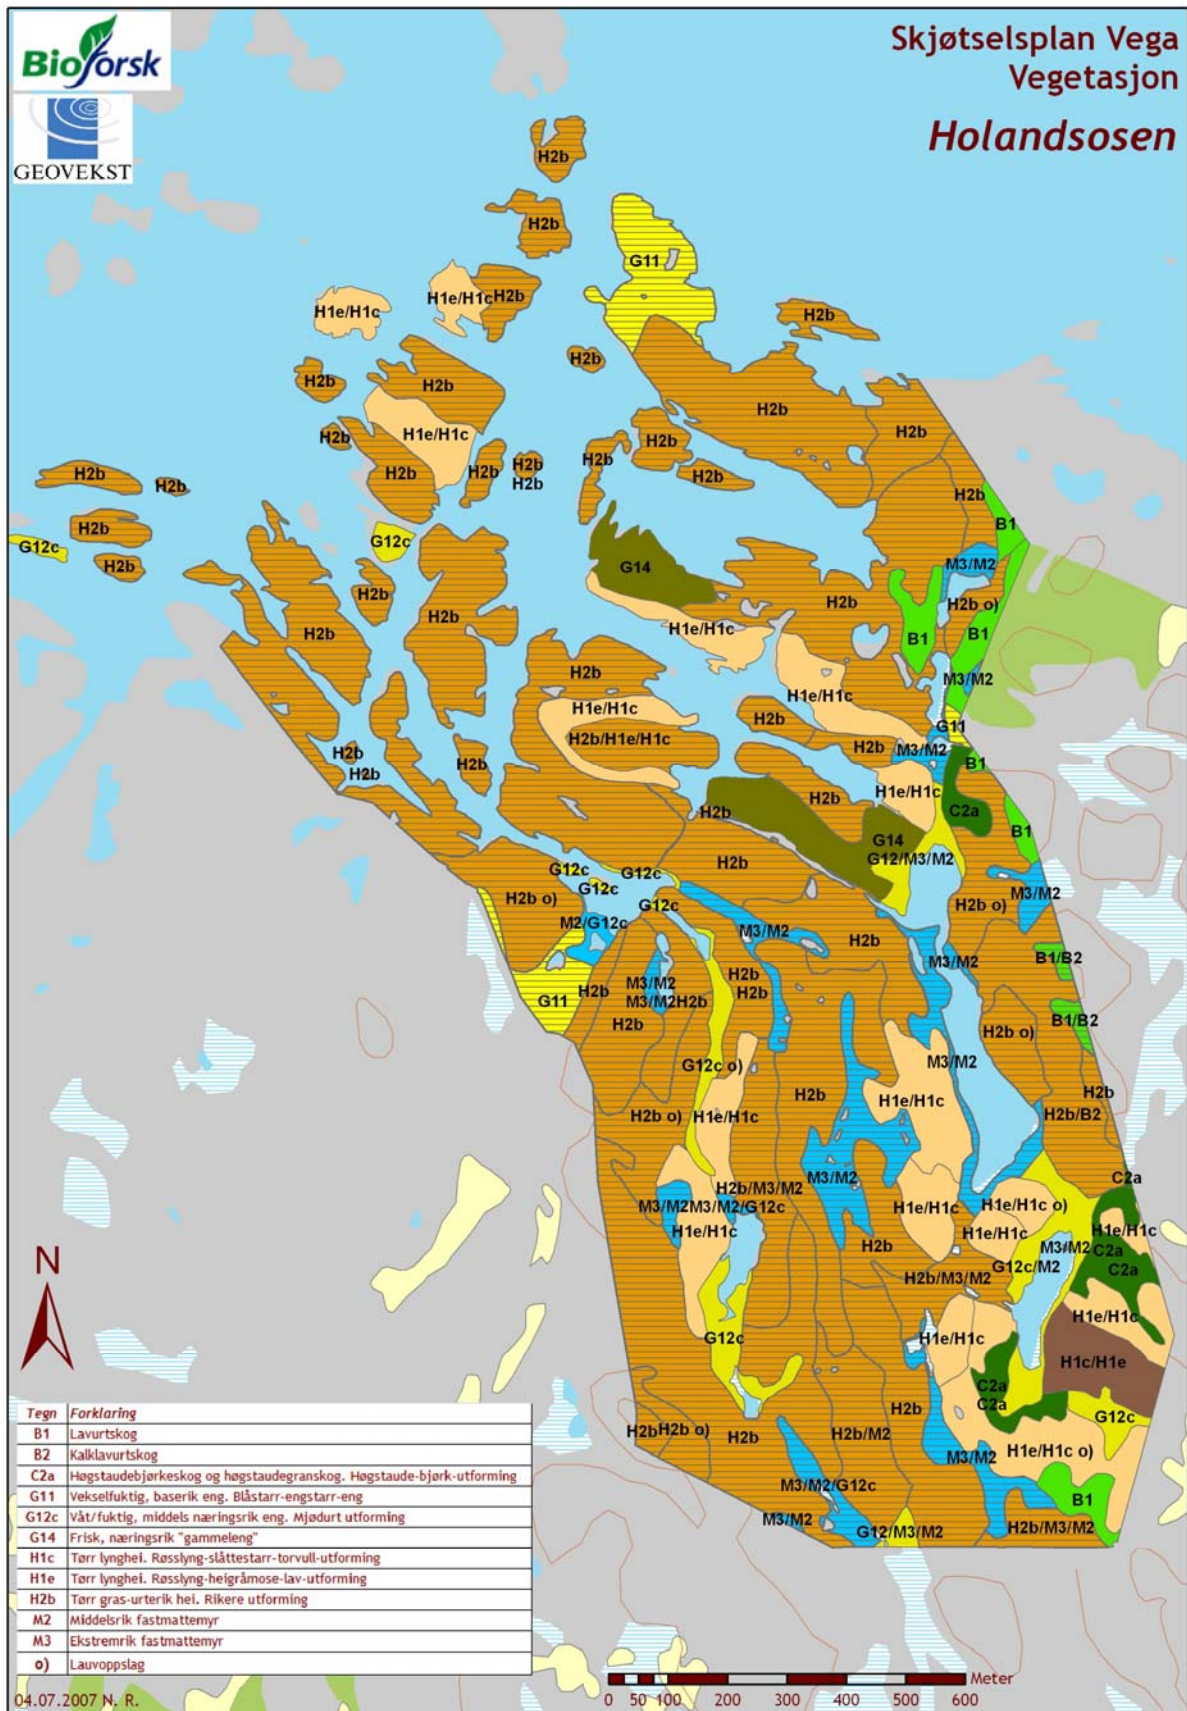 Bioforsk
GEOVEKST
Skjøtselsplan Vega
Vegetasjon
Holandsosen
H2b
H2b
G11
H1e/H1c
H2b
H1e/H1c
H2b
H2b
H2b
H2b
H2b
H1e/H1c
H2b
H2b
H2b
H2b
H2b
H2b
H2b
H2b
H2b
H2b
H2b
H2b
H2b
B1
H2b
G12c
G12c
H2b
M3/M2
G14
H2b
H2b
H2b
H2b o)
H2b
H1e/H1c
B1
B1
H2b
M3/M2
H1e/H1c
H1e/H1c
H2b
G11
H2b/H1e/H1c
H2b
M3/M2
H2b
H2b
H2b
B1
H1e/H1c
H2b
H2b
C2a
B1
G14
G12/M3/M2
H2b
G12c
G12c
G12c
H2b o)
G12c
H2b o)
M3/M2
M2/G12c
M3/M2
H2b
M3/M2
B1/B2
H2b
M3/M2
H2b
H2b
G11
M3/M2H2b
H2b
B1/B2
H2b
H2b o)
G12c o)
M3/M2
H2b
H2b
H1e/H1c
H2b o)
H1e/H1c
H2b/B2
M3/M2
C2a
H2b/M3/M2
M3/M2M3/M2/G12c
H1e/H1c
H1e/H1c o)
H1e/H1c
H1e/H1c
H1e/H1c
H2b
M3/M2
C2a
G12c/M2
C2a
H2b/M3/M2
H1e/H1c
H1e/H1c
G12c
H1c/H1e
C2a
C2a
H2b
G12c
H2b
H2b o)
H2b
H2b/M2
M3/M2
H1e/H1c o)
M3/M2/G12c
B1
M3/M2
G12/M3/M2
H2b/M3/M2
N
Tegn Forklaring
B1 Lavurtskog
B2 Kalklavurtskog
C2a Høgstaudebjørkeskog og høgstaudegranskog. Høgstaude-bjørk-utforming
G11 Vekselfuktig, baserik eng. Blåstarr-engstarr-eng
G12c Våt/fuktig, middels næringsrik eng. Mjødurt utforming
G14 Frisk, næringsrik "gammeleng"
H1c Tørr lynghei. Røsslyng-slåttestarr-torvull-utforming
H1e Tørr lynghei. Røsslyng-heigråmose-lav-utforming
H2b Tørr gras-urterik hei. Rikere utforming
M2 Middelsrik fastmattemyr
M3 Ekstremrik fastmattemyr
o) Lauvoppslag
04.07.2007 N. R.
Meter
0 50 100 200 300 400 500 600